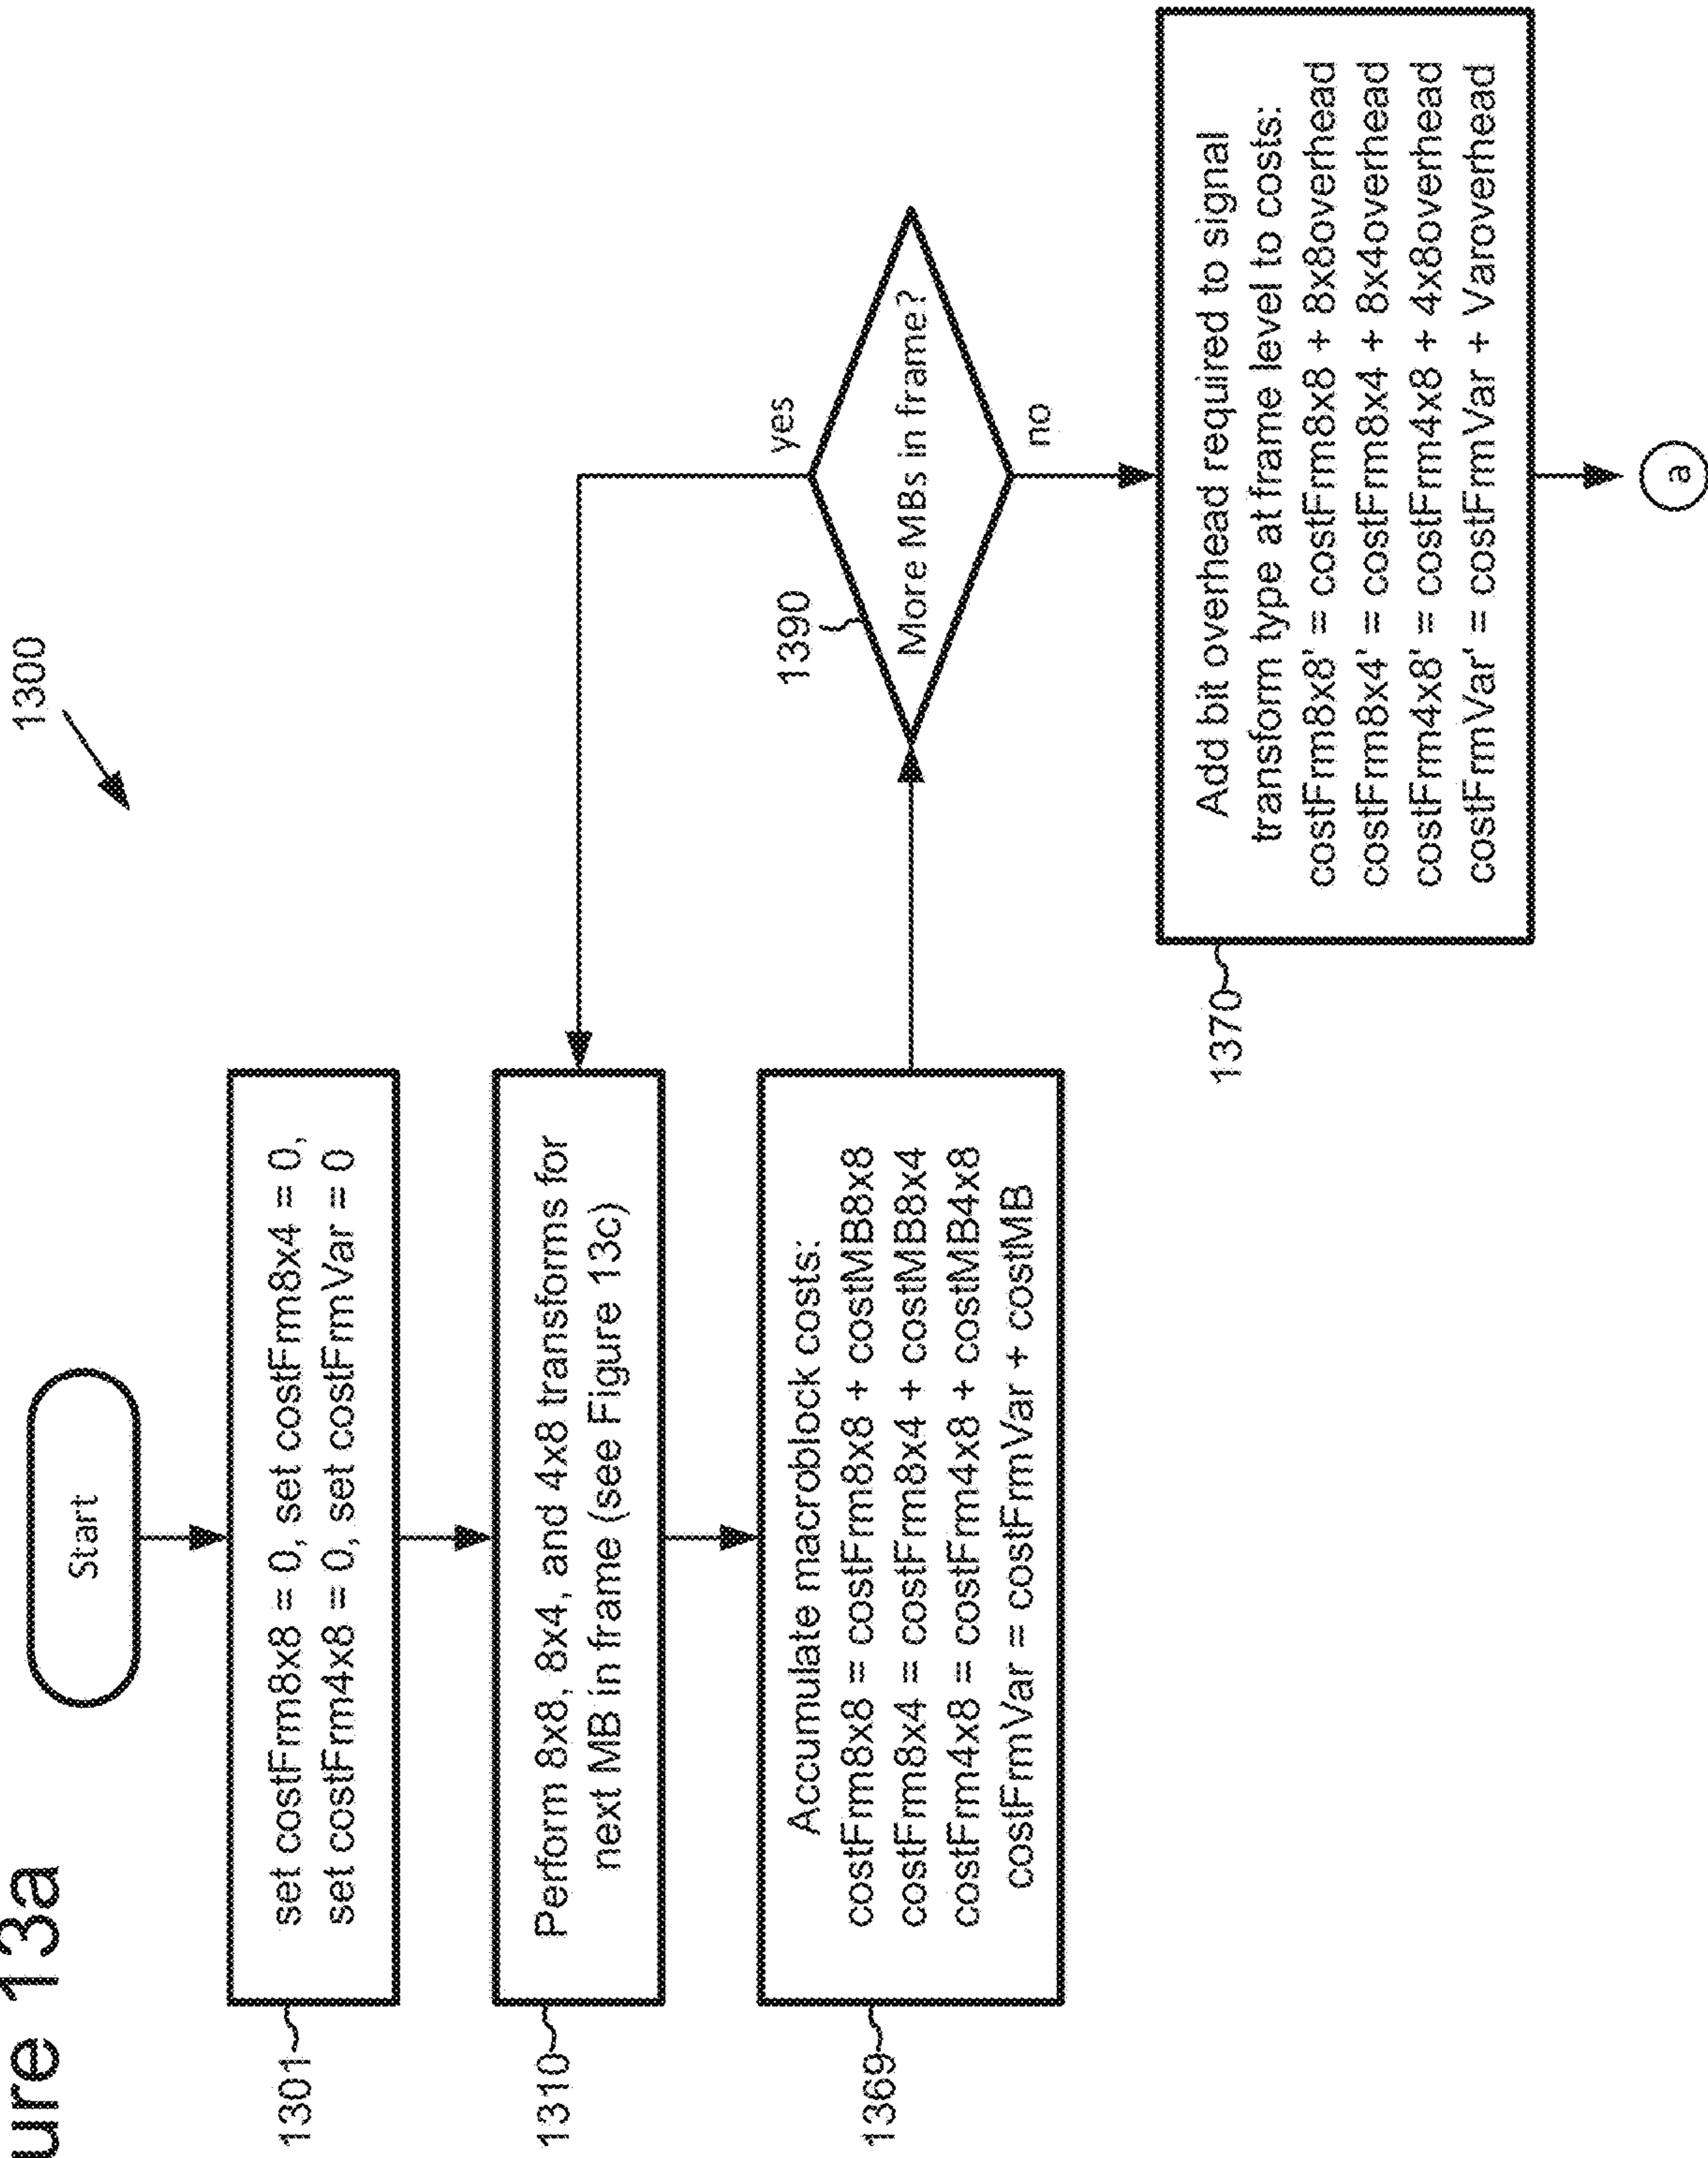 ure 13a
1300
Start
1301
set costFrm8x8 = 0, set costFrm8x4 = 0,
set costFrm4x8 = 0, set costFrmVar = 0
1310
Perform 8x8, 8x4, and 4x8 transforms for
next MB in frame (see Figure 13c)
1369
Accumulate macroblock costs:
costFrm8x8 = costFrm8x8 + costMB8x8
costFrm8x4 = costFrm8x4 + costMB8x4
costFrm4x8 = costFrm4x8 + costMB4x8
costFrmVar = costFrmVar + costMB
1390
More MBs in frame?
yes
no
1370
Add bit overhead required to signal
transform type at frame level to costs:
costFrm8x8' = costFrm8x8 + 8x8overhead
costFrm8x4' = costFrm8x4 + 8x4overhead
costFrm4x8' = costFrm4x8 + 4x8overhead
costFrmVar' = costFrmVar + Varoverhead
a